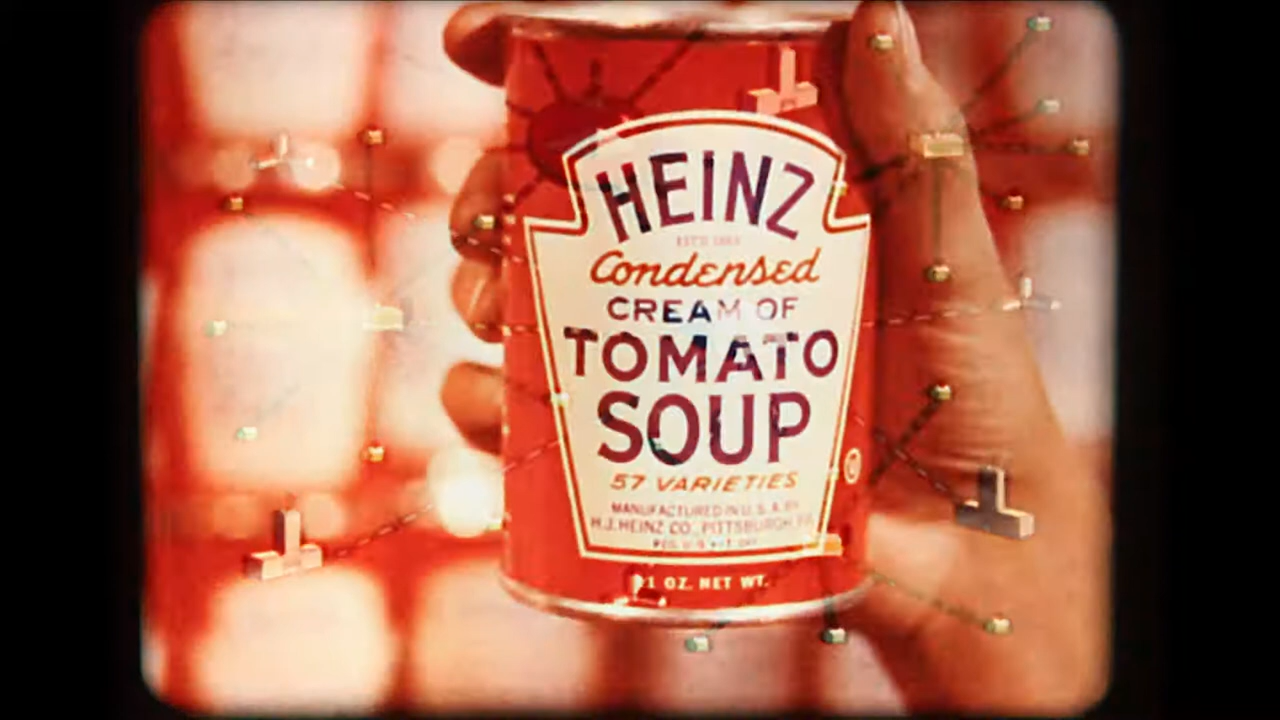 HEINZ
Condensed
CREAM OF
TOMATO
SOUP
57 VARIETIES
MANUFACTURED IN U.S.A. BY
H.J. HEINZ CO., PITTSBURGH, PA.
OZ. NET WT.